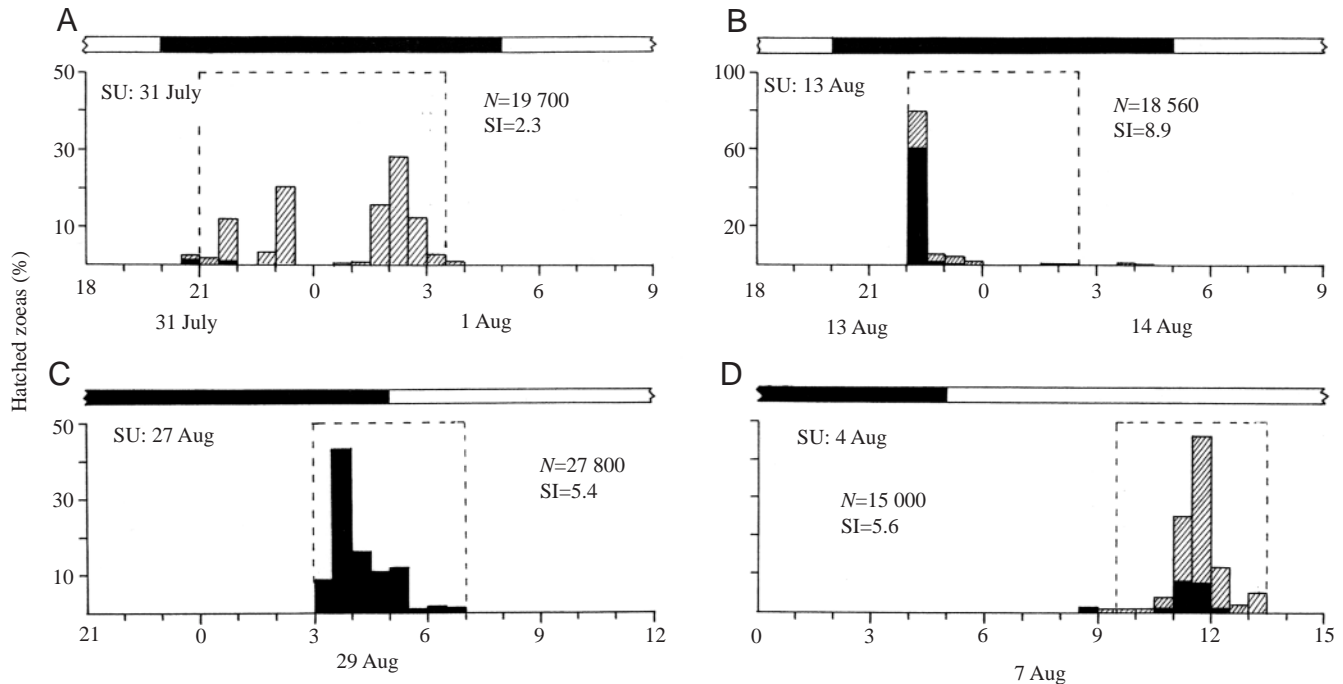 A
B
50
SU: 31 July
N=19 700
SI=2.3
30
10
18 21 0 3 6 9
31 July 1 Aug
100
SU: 13 Aug
N=18 560
SI=8.9
80
60
40
20
18 21 0 3 6 9
13 Aug 14 Aug
Hatched zoeas (%)
C
D
50
SU: 27 Aug
N=27 800
SI=5.4
30
10
21 0 3 6 9 12
29 Aug
SU: 4 Aug
N=15 000
SI=5.6
0 3 6 9 12 15
7 Aug